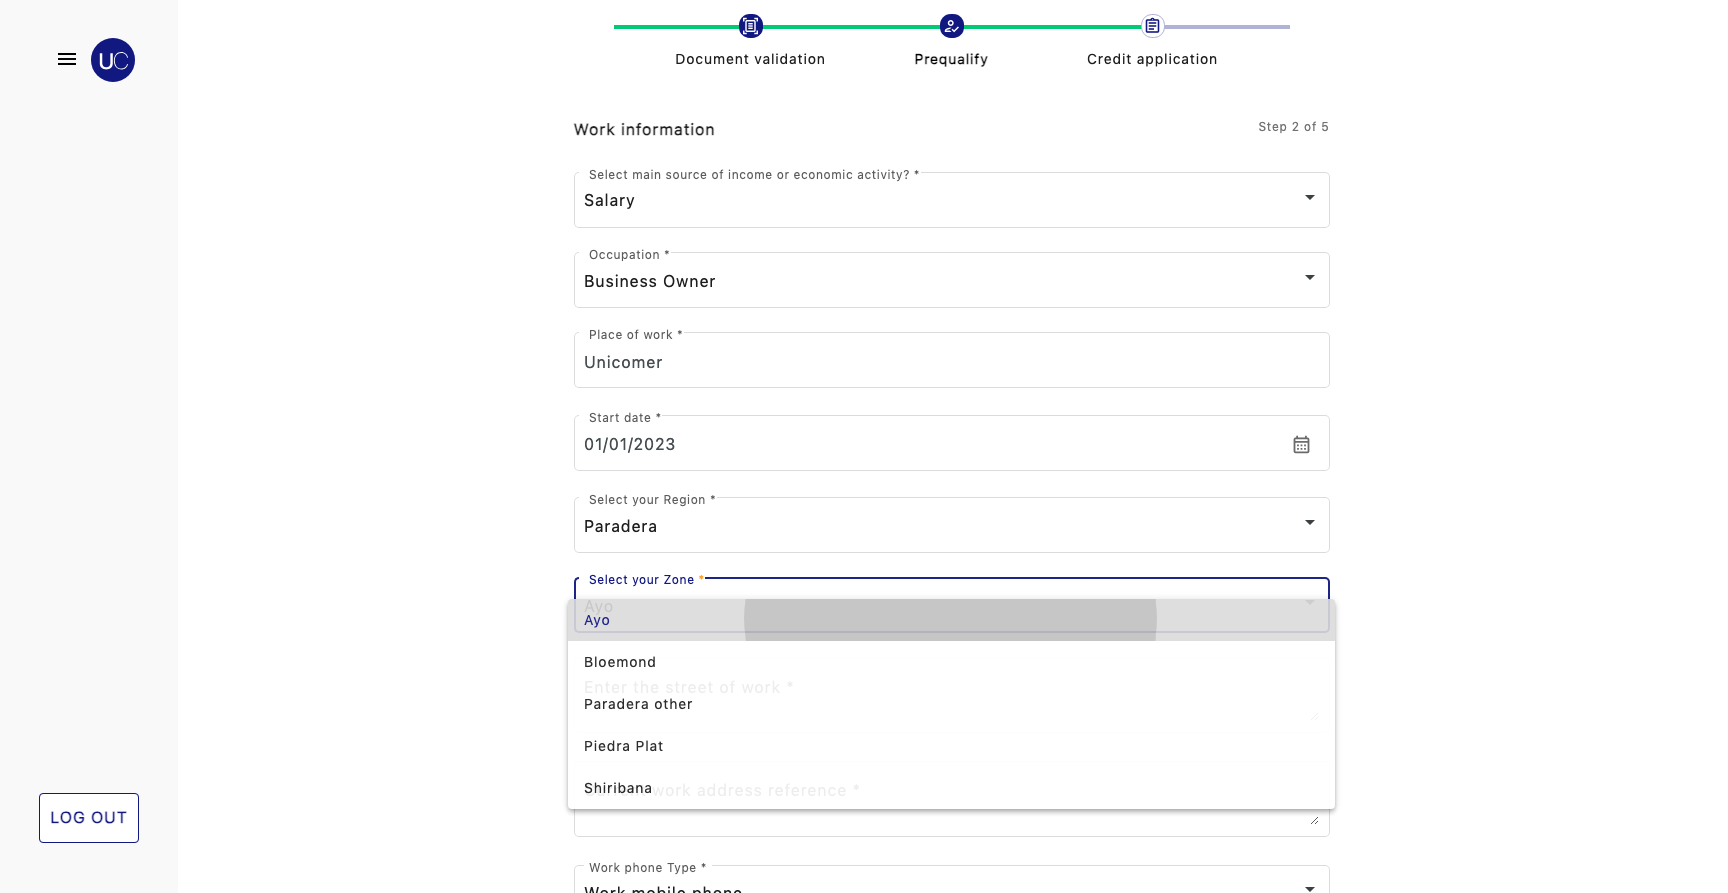 UC
Document validation
Prequalify
Credit application
Work information
Step 2 of 5
Select main source of income or economic activity? *
Salary
Occupation *
Business Owner
Place of work *
Unicomer
Start date *
01/01/2023
Select your Region *
Paradera
Select your Zone *
Ayo
Ayo
Bloemond
Enter the street of work *
Paradera other
Piedra Plat
Shiribana
work address reference *
LOG OUT
Work phone Type *
Work mobile phone